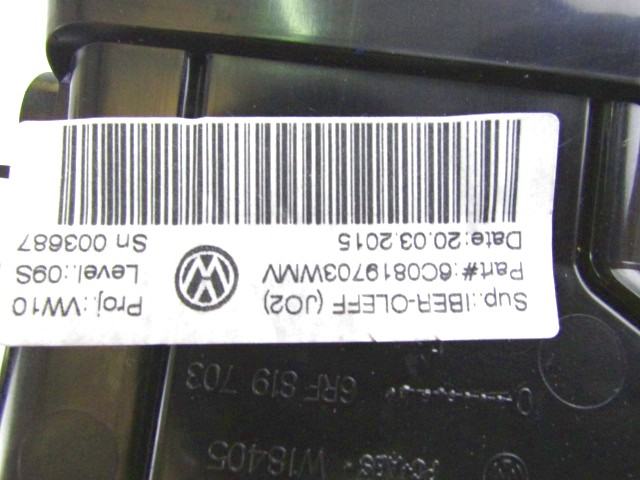 Sup.:IBER-OLEFF (JO2)
Proj.:VW10
Part#:6C0819703WMV
Level.:09S
Date:20.03.2015
Sn 003687
6RF 819 703
W18405